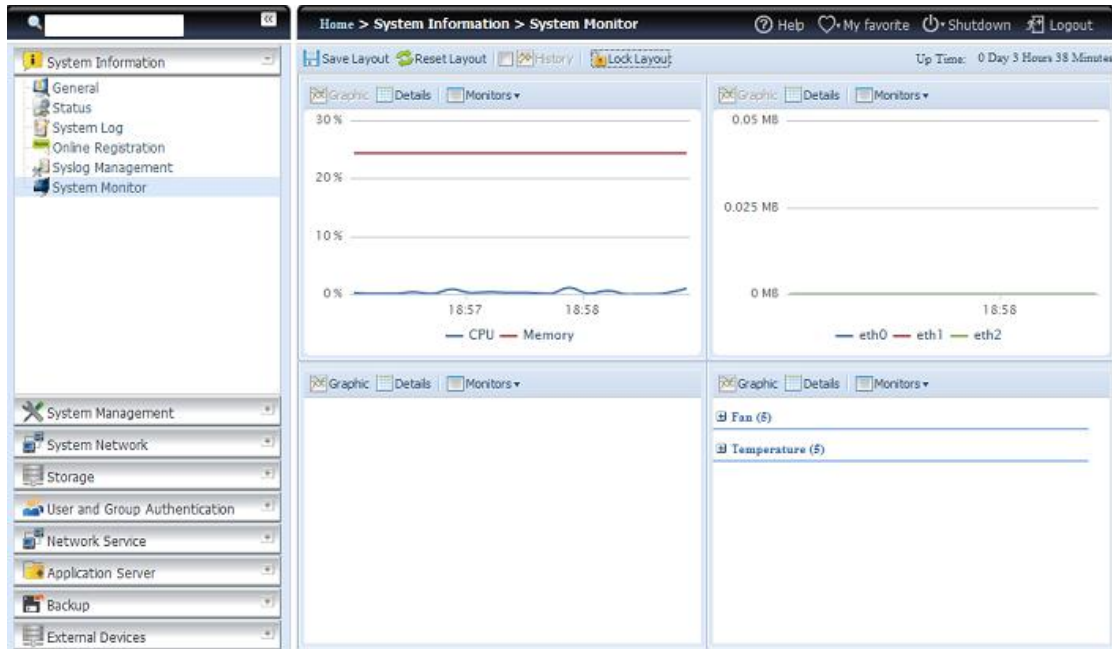 Home > System Information > System Monitor
Help My favorite Shutdown Logout
System Information
General
Status
System Log
Online Registration
Syslog Management
System Monitor
System Management
System Network
Storage
User and Group Authentication
Network Service
Application Server
Backup
External Devices
Save Layout Reset Layout History Lock Layout
Up Time: 0 Day 3 Hours 38 Minutes
Graphic Details Monitors
30 %
20 %
10 %
0 %
18:57 18:58
CPU Memory
Graphic Details Monitors
0.05 MB
0.025 MB
0 MB
18:58
eth0 eth1 eth2
Graphic Details Monitors
Graphic Details Monitors
Fan (5)
Temperature (5)